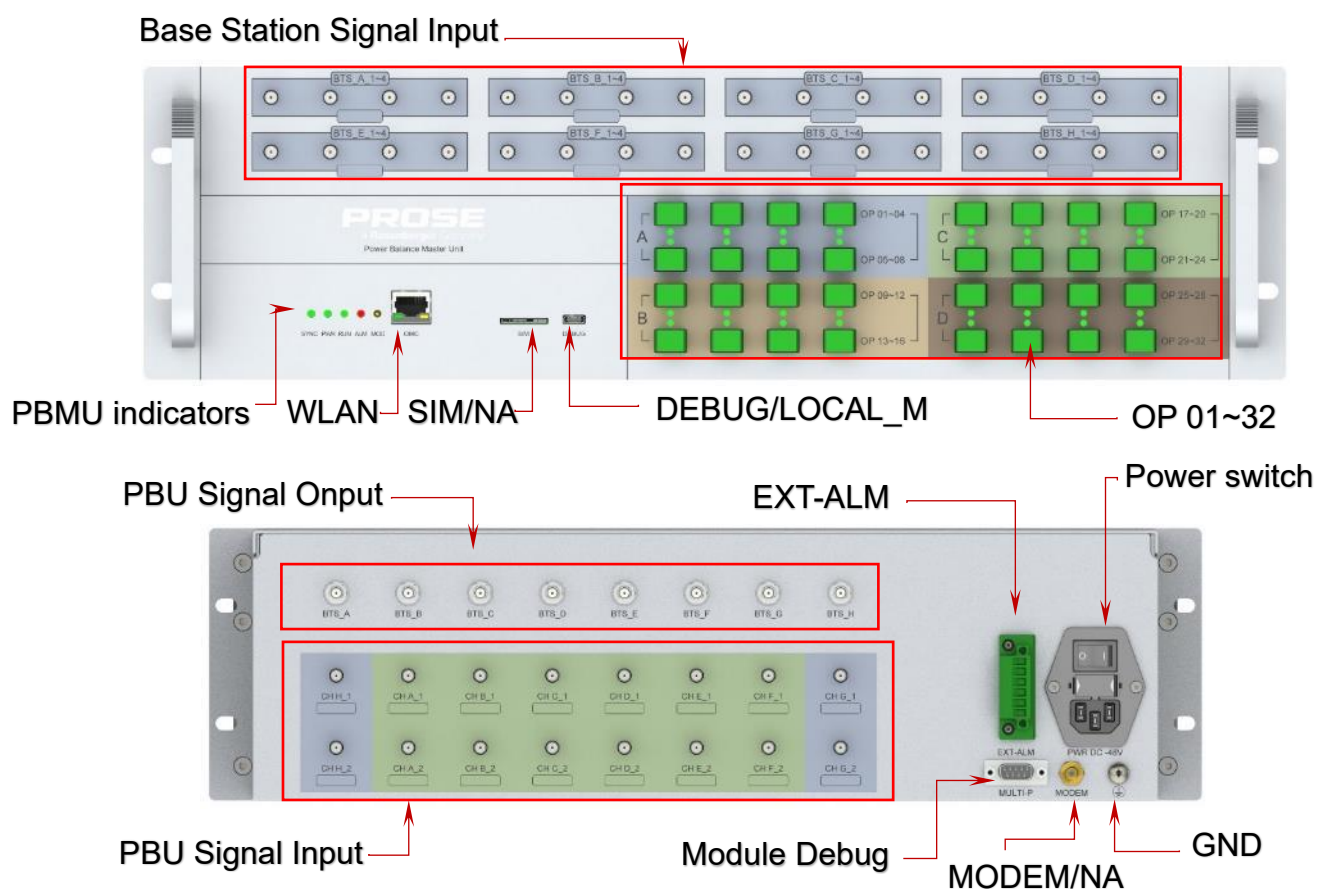 Base Station Signal Input
BTS_A_1~4
BTS_B_1~4
BTS_C_1~4
BTS_D_1~4
BTS_E_1~4
BTS_F_1~4
BTS_G_1~4
BTS_H_1~4
PROSE
Power Balance Master Unit
A
OP 01~04
OP 05~08
C
OP 17~20
OP 21~24
B
OP 09~12
OP 13~16
D
OP 25~28
OP 29~32
SYNC PWR RUN ALM MOD
OMC
SIM
DEBUG
PBMU indicators
WLAN
SIM/NA
DEBUG/LOCAL_M
OP 01~32
PBU Signal Onput
EXT-ALM
Power switch
BTS_A BTS_B BTS_C BTS_D BTS_E BTS_F BTS_G BTS_H
CH H_1 CH A_1 CH B_1 CH C_1 CH D_1 CH E_1 CH F_1 CH G_1
CH H_2 CH A_2 CH B_2 CH C_2 CH D_2 CH E_2 CH F_2 CH G_2
EXT-ALM
PWR DC -48V
MULTI-P
MODEM
PBU Signal Input
Module Debug
MODEM/NA
GND